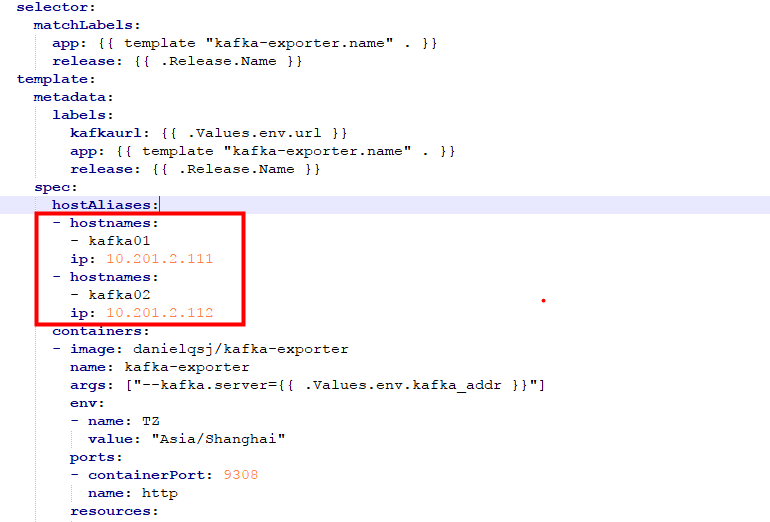 selector:
matchLabels:
app: {{ template "kafka-exporter.name" . }}
release: {{ .Release.Name }}
template:
metadata:
labels:
kafkaurl: {{ .Values.env.url }}
app: {{ template "kafka-exporter.name" . }}
release: {{ .Release.Name }}
spec:
hostAliases:
- hostnames:
- kafka01
ip: 10.201.2.111
- hostnames:
- kafka02
ip: 10.201.2.112
containers:
- image: danielqsj/kafka-exporter
name: kafka-exporter
args: ["--kafka.server={{ .Values.env.kafka_addr }}"]
env:
- name: TZ
value: "Asia/Shanghai"
ports:
- containerPort: 9308
name: http
resources: